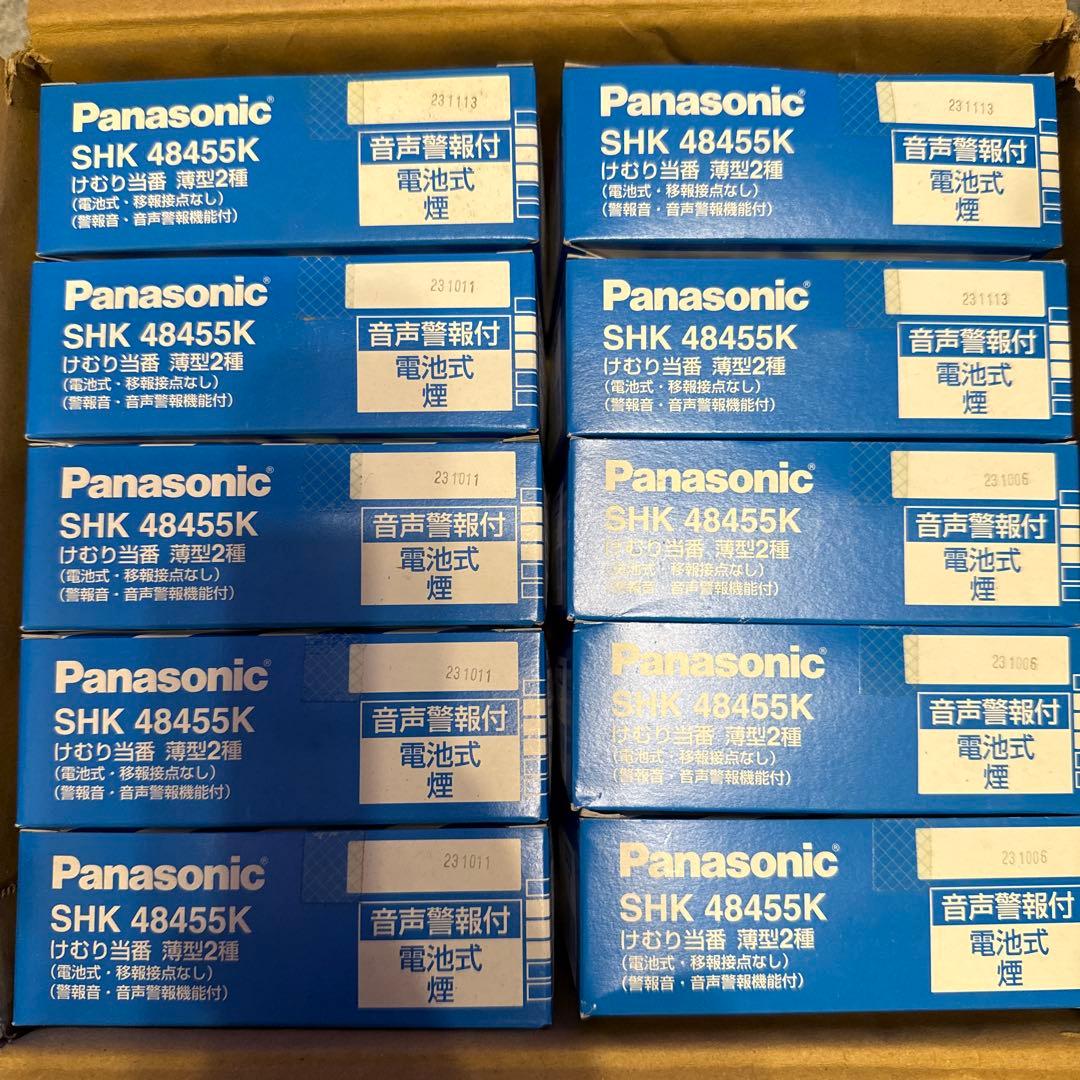 Panasonic®
231113
SHK 48455K
音声警報付
けむり当番 薄型2種
電池式
(電池式・移報接点なし)
煙
(警報音・音声警報機能付)
Panasonic®
231113
SHK 48455K
音声警報付
けむり当番 薄型2種
電池式
(電池式・移報接点なし)
煙
(警報音・音声警報機能付)
Panasonic®
231011
SHK 48455K
音声警報付
けむり当番 薄型2種
電池式
(電池式・移報接点なし)
煙
(警報音・音声警報機能付)
Panasonic®
231113
SHK 48455K
音声警報付
けむり当番 薄型2種
電池式
(電池式・移報接点なし)
煙
(警報音・音声警報機能付)
Panasonic®
231011
SHK 48455K
音声警報付
けむり当番 薄型2種
電池式
(電池式・移報接点なし)
煙
(警報音・音声警報機能付)
Panasonic®
231006
SHK 48455K
音声警報付
けむり当番 薄型2種
電池式
(電池式・移報接点なし)
煙
(警報音・音声警報機能付)
Panasonic®
231011
SHK 48455K
音声警報付
けむり当番 薄型2種
電池式
(電池式・移報接点なし)
煙
(警報音・音声警報機能付)
Panasonic®
231006
SHK 48455K
音声警報付
けむり当番 薄型2種
電池式
(電池式・移報接点なし)
煙
(警報音・音声警報機能付)
Panasonic®
231011
SHK 48455K
音声警報付
けむり当番 薄型2種
電池式
(電池式・移報接点なし)
煙
(警報音・音声警報機能付)
Panasonic®
231006
SHK 48455K
音声警報付
けむり当番 薄型2種
電池式
(電池式・移報接点なし)
煙
(警報音・音声警報機能付)